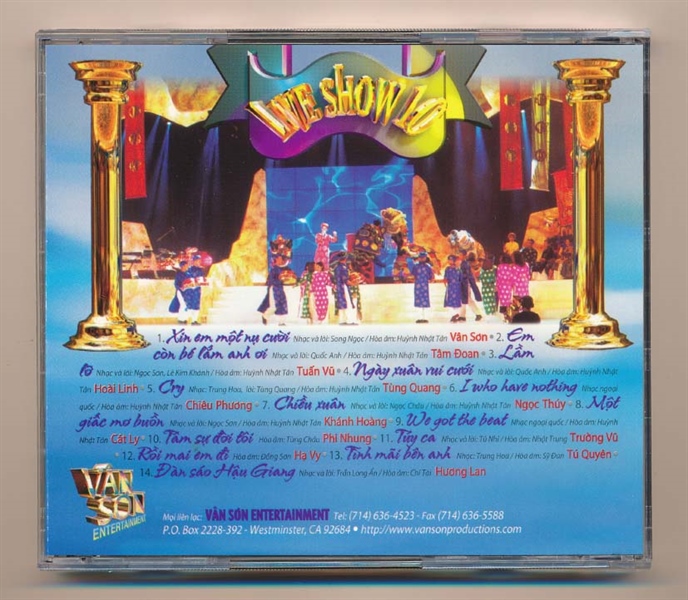 LIVE SHOW 10
1. Xin em một nụ cười Nhạc và lời: Song Ngọc / Hòa âm: Huỳnh Nhật Tân Vân Sơn • 2. Em
còn bé lắm anh ơi Nhạc và lời: Quốc Anh / Hòa âm: Huỳnh Nhật Tân Tâm Đoan • 3. Lầm
lỡ Nhạc và lời: Ngọc Sơn, Lê Kim Khánh / Hòa âm: Huỳnh Nhật Tân Tuấn Vũ • 4. Ngày xuân vui cưới Nhạc và lời: Quốc Anh / Hòa âm: Huỳnh Nhật
Tân Hoài Linh • 5. Cry Nhạc: Trung Hoa, lời: Tùng Quang / Hòa âm: Huỳnh Nhật Tân Tùng Quang • 6. I who have nothing Nhạc ngoại
quốc / Hòa âm: Huỳnh Nhật Tân Chiêu Phương • 7. Chiều xuân Nhạc và lời: Ngọc Châu / Hòa âm: Huỳnh Nhật Tân Ngọc Thúy • 8. Một
giấc mơ buồn Nhạc và lời: Ngọc Sơn / Hòa âm: Huỳnh Nhật Tân Khánh Hoàng • 9. We got the beat Nhạc ngoại quốc / Hòa âm: Huỳnh
Nhật Tân Cát Ly • 10. Tâm sự đời tôi Hòa âm: Tùng Châu Phi Nhung • 11. Túy ca Nhạc và lời: Tú Nhi / Hòa âm: Nhật Trung Trường Vũ
• 12. Rồi mai em đi Hòa âm: Đồng Sơn Hạ Vy • 13. Tình mãi bên anh Nhạc: Trung Hoa / Hòa âm: Sỹ Đan Tú Quyên •
14. Đàn sáo Hậu Giang Nhạc và lời: Trần Long Ẩn / Hòa âm: Chí Tài Hương Lan
VÂN
SƠN
ENTERTAINMENT
Mọi liên lạc: VÂN SƠN ENTERTAINMENT Tel: (714) 636-4523 - Fax (714) 636-5588
P.O. Box 2228-392 - Westminster, CA 92684 • http://www.vansonproductions.com